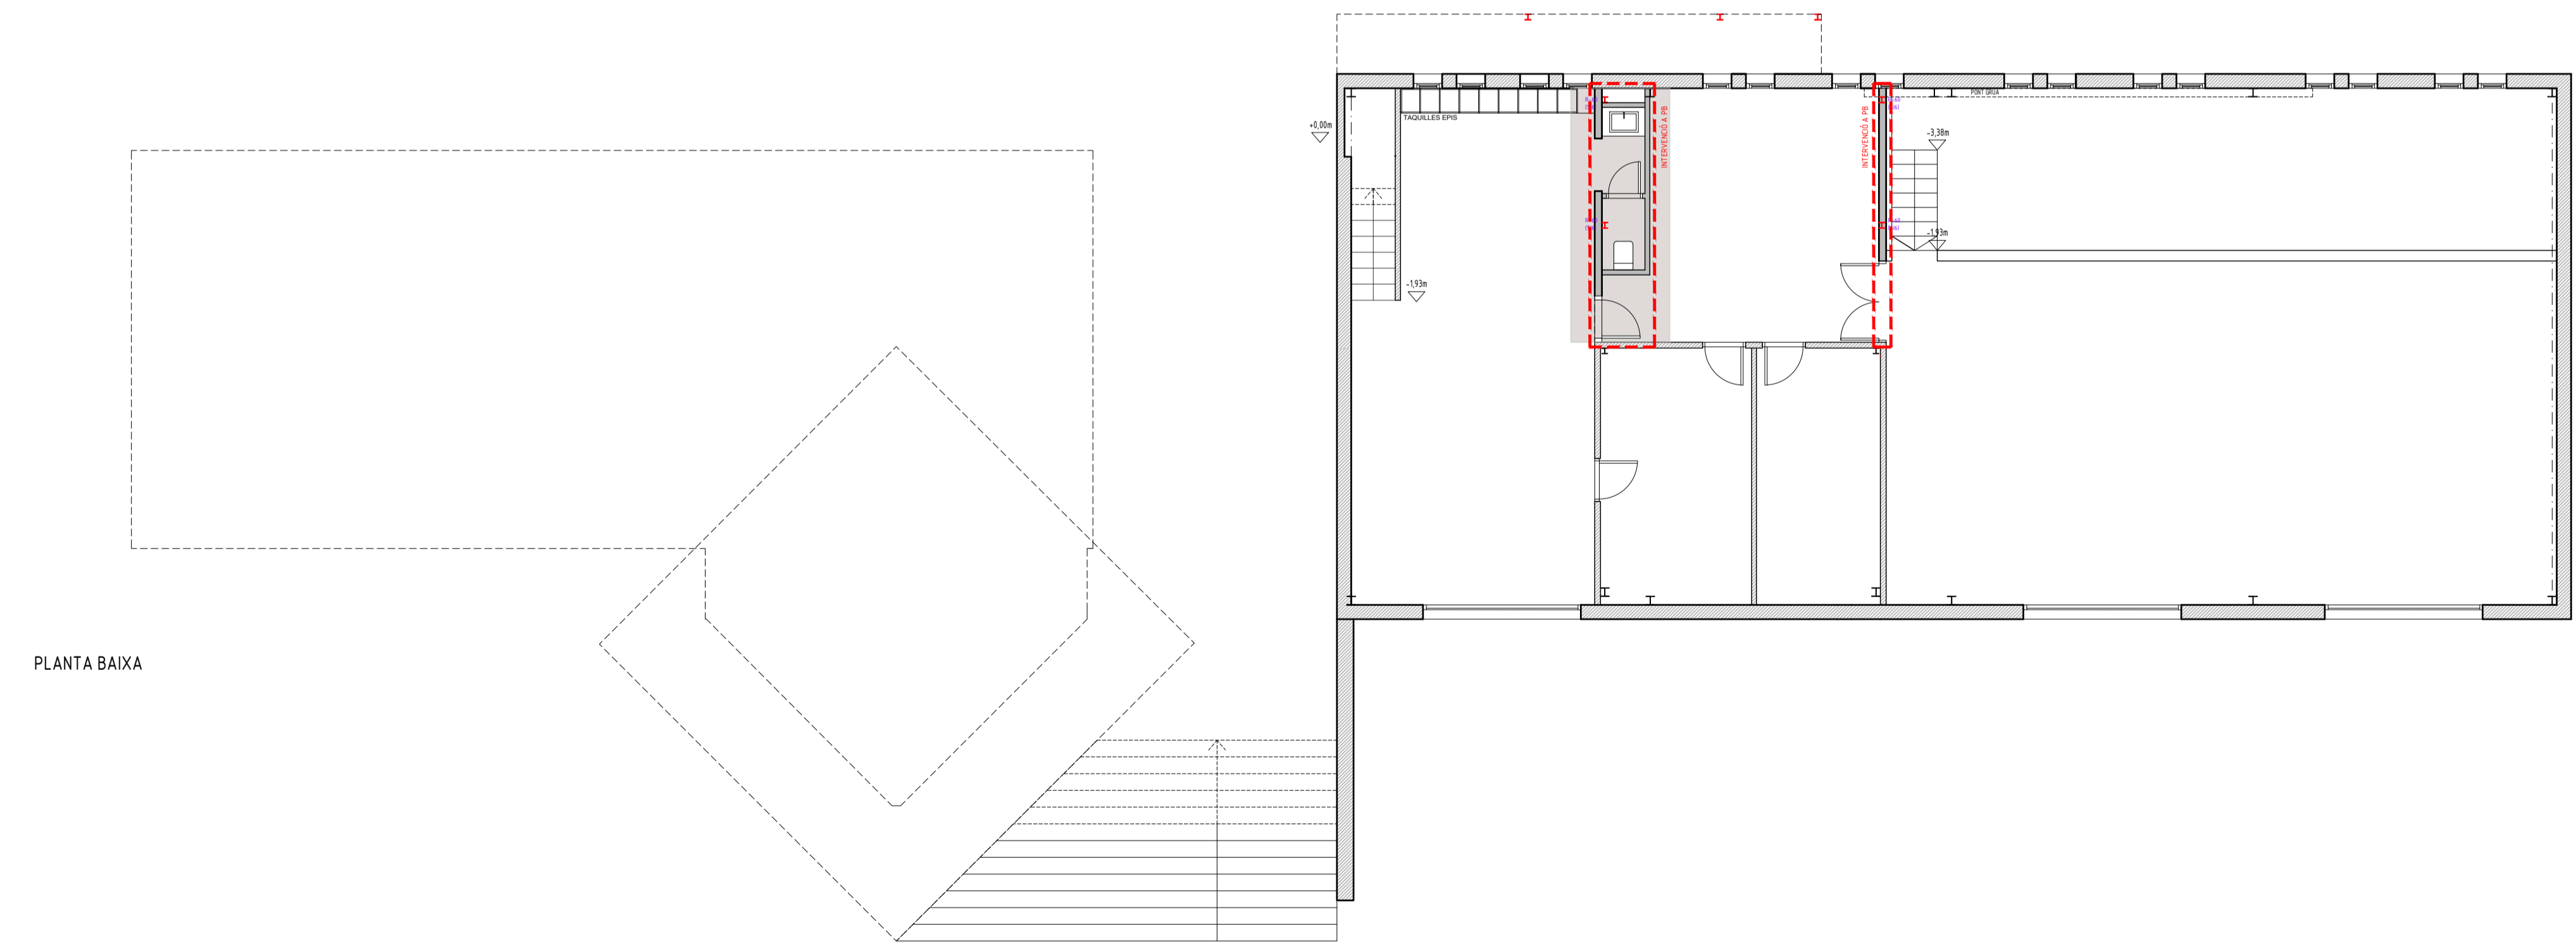 +0,00m
TAQUILLES EPIS
INTERVENCIÓ A PB
INTERVENCIÓ A PB
PONT GRUA
-3,38m
-1,93m
-1,93m
PLANTA BAIXA